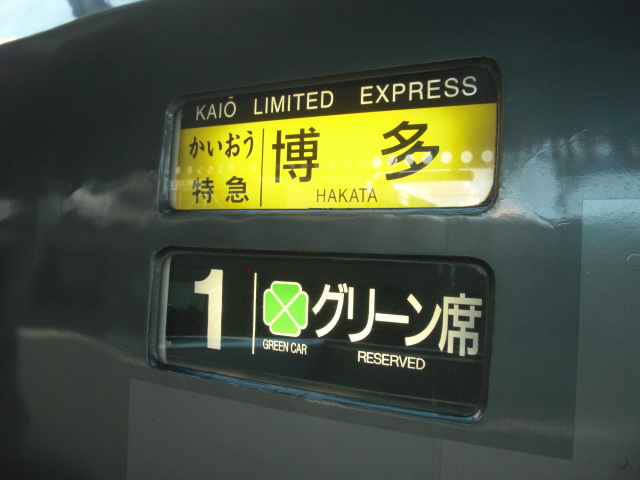 KAIŌ LIMITED EXPRESS
かいおう
特急
博多
HAKATA
1
グリーン席
GREEN CAR
RESERVED